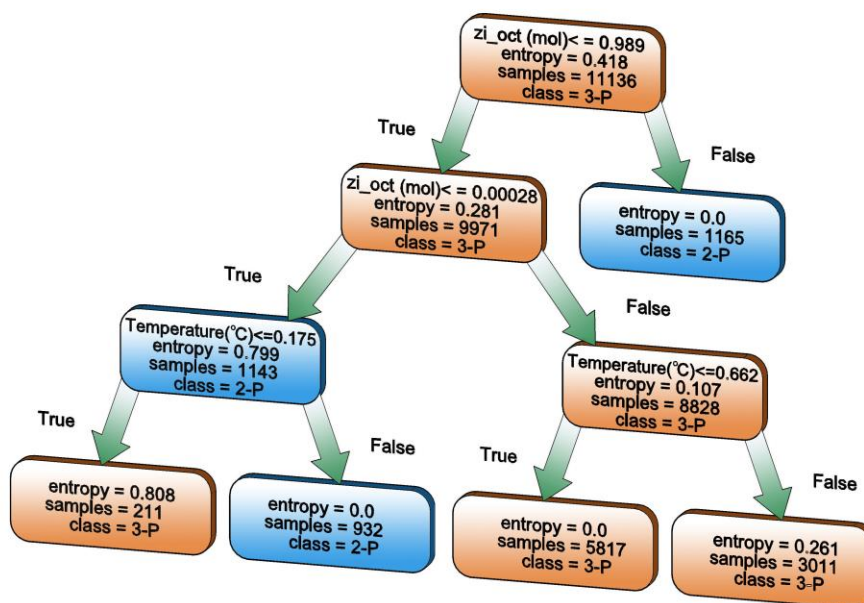 zi_oct (mol)< = 0.989
entropy = 0.418
samples = 11136
class = 3-P
True
False
zi_oct (mol)< = 0.00028
entropy = 0.281
samples = 9971
class = 3-P
entropy = 0.0
samples = 1165
class = 2-P
True
False
Temperature(°C)<=0.175
entropy = 0.799
samples = 1143
class = 2-P
Temperature(°C)<=0.662
entropy = 0.107
samples = 8828
class = 3-P
True
False
True
False
entropy = 0.808
samples = 211
class = 3-P
entropy = 0.0
samples = 932
class = 2-P
entropy = 0.0
samples = 5817
class = 3-P
entropy = 0.261
samples = 3011
class = 3-P